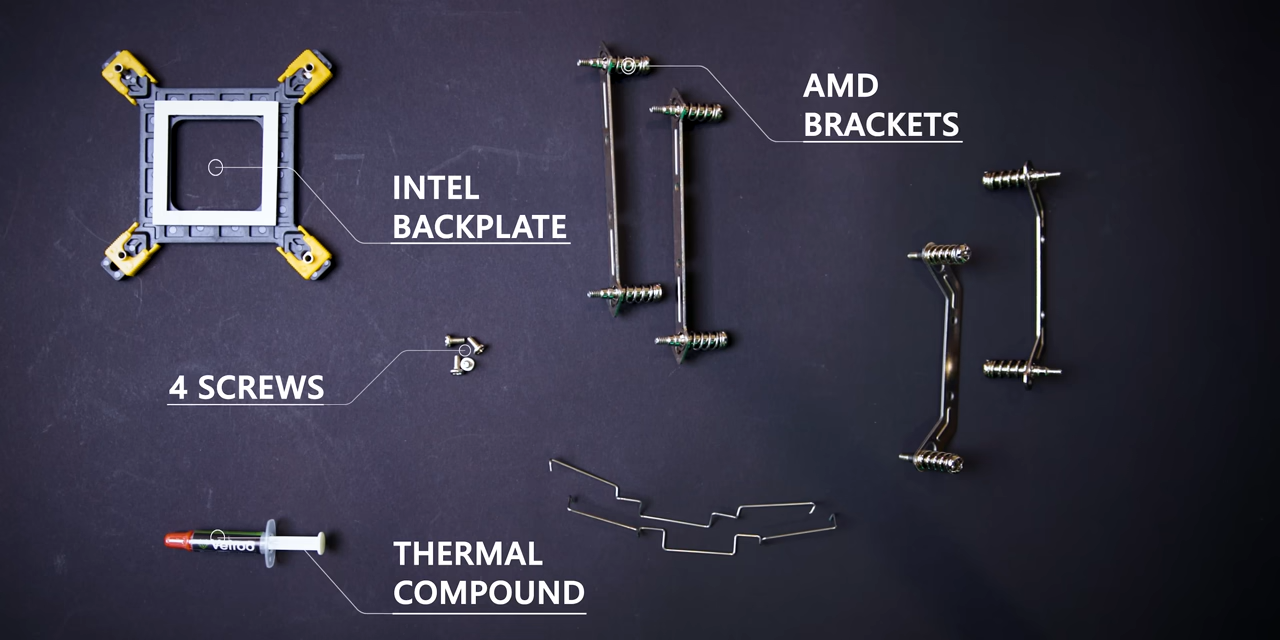 AMD
BRACKETS
INTEL
BACKPLATE
4 SCREWS
THERMAL
COMPOUND